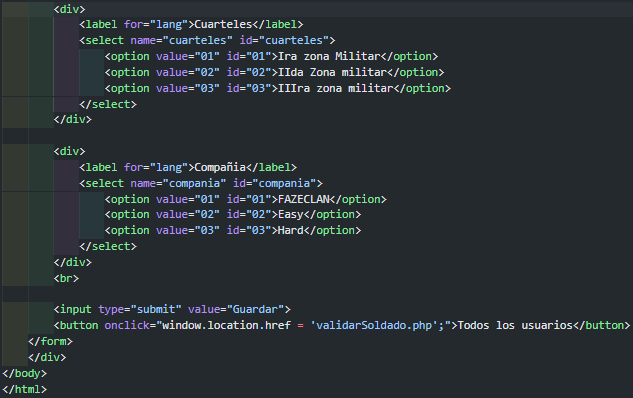 <div>
<label for="lang">Cuarteles</label>
<select name="cuarteles" id="cuarteles">
<option value="01" id="01">Ira zona Militar</option>
<option value="02" id="02">IIda Zona militar</option>
<option value="03" id="03">IIIra zona militar</option>
</select>
</div>
<div>
<label for="lang">Compañia</label>
<select name="compania" id="compania">
<option value="01" id="01">FAZECLAN</option>
<option value="02" id="02">Easy</option>
<option value="03" id="03">Hard</option>
</select>
</div>
<br>
<input type="submit" value="Guardar">
<button onclick="window.location.href = 'validarSoldado.php';">Todos los usuarios</button>
</form>
</div>
</body>
</html>